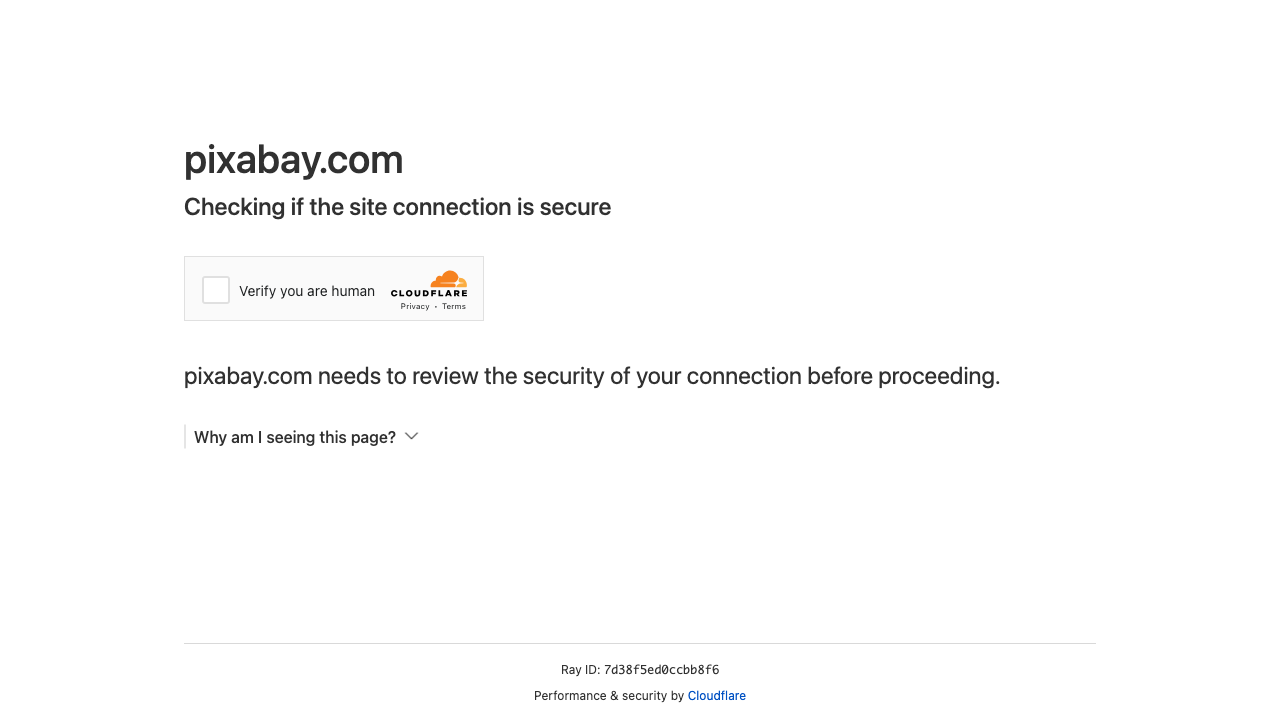 pixabay.com
Checking if the site connection is secure
Verify you are human
CLOUDFLARE
Privacy • Terms
pixabay.com needs to review the security of your connection before proceeding.
Why am I seeing this page?
Ray ID: 7d38f5ed0ccbb8f6
Performance & security by Cloudflare